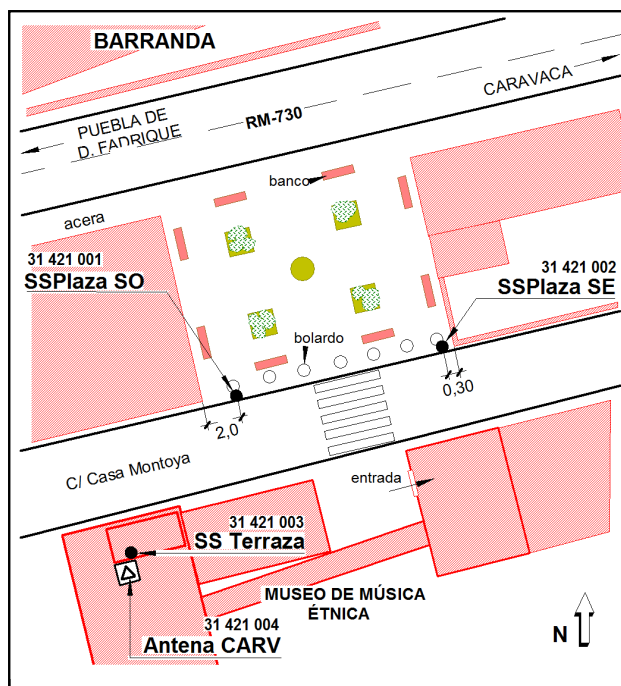 BARRANDA
CARAVACA
PUEBLA DE
D. FADRIQUE
RM-730
banco
acera
31 421 001
SSPlaza SO
31 421 002
SSPlaza SE
bolardo
0,30
2,0
C/ Casa Montoya
entrada
31 421 003
SS Terraza
MUSEO DE MÚSICA
ÉTNICA
31 421 004
Antena CARV
N